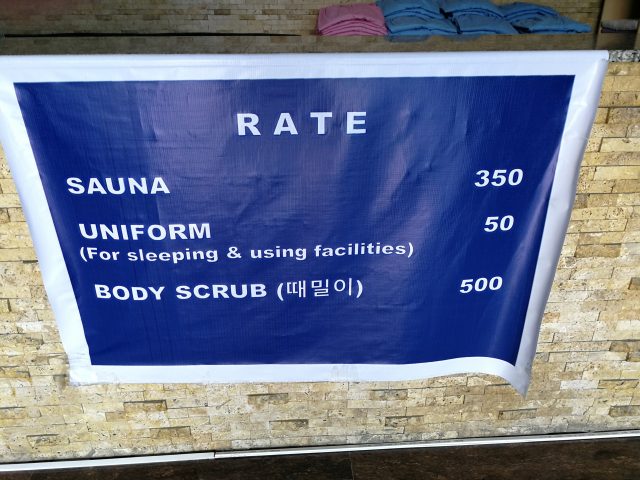 RATE
SAUNA 350
UNIFORM 50
(For sleeping & using facilities)
BODY SCRUB (때밀이) 500